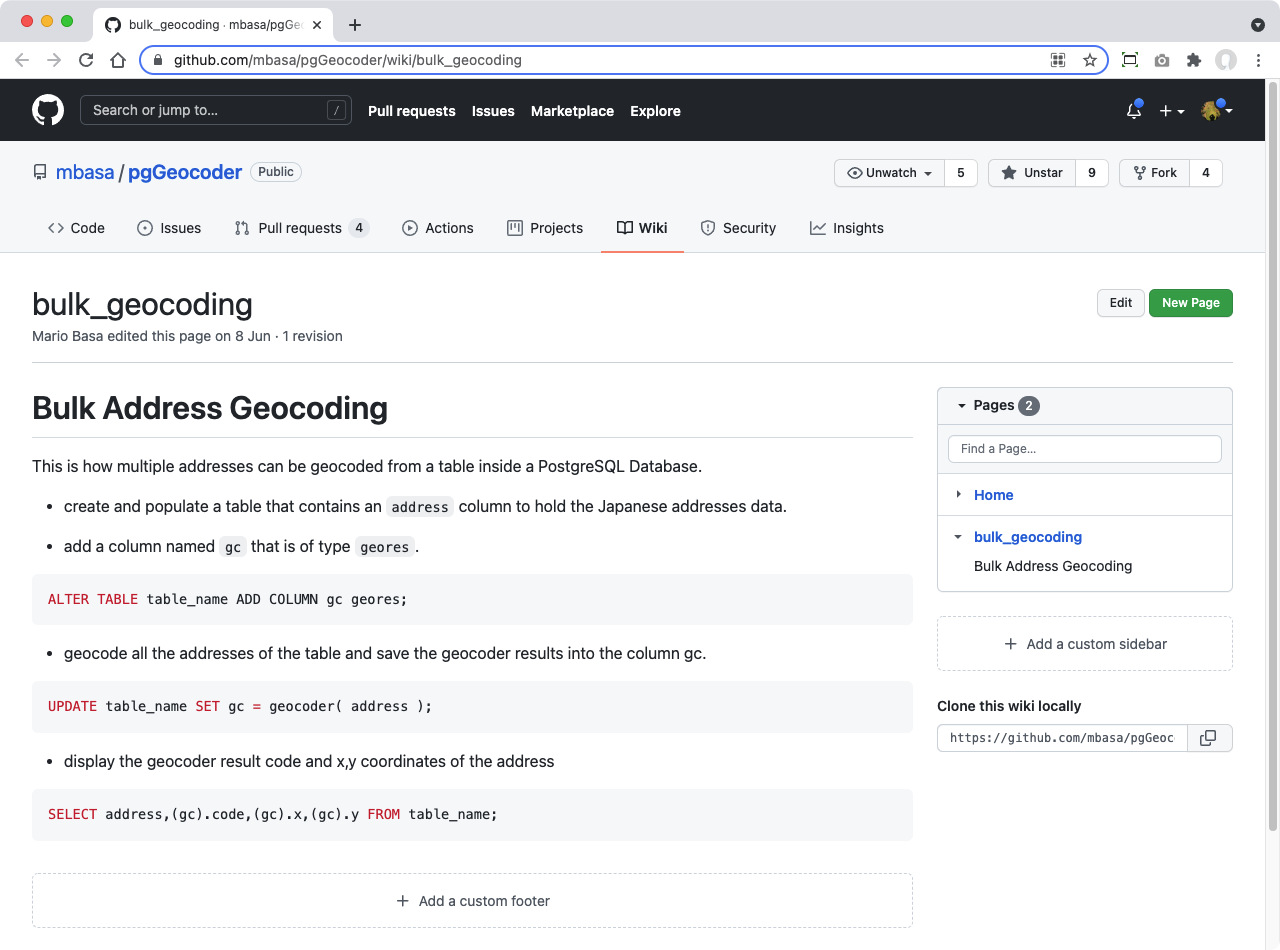 bulk_geocoding · mbasa/pgGeo
github.com/mbasa/pgGeocoder/wiki/bulk_geocoding
Search or jump to... /
Pull requests Issues Marketplace Explore
mbasa / pgGeocoder Public
Unwatch 5 Unstar 9 Fork 4
Code Issues Pull requests 4 Actions Projects Wiki Security Insights
bulk_geocoding
Edit New Page
Mario Basa edited this page on 8 Jun · 1 revision
Bulk Address Geocoding
This is how multiple addresses can be geocoded from a table inside a PostgreSQL Database.
• create and populate a table that contains an address column to hold the Japanese addresses data.
• add a column named gc that is of type geores.
ALTER TABLE table_name ADD COLUMN gc geores;
• geocode all the addresses of the table and save the geocoder results into the column gc.
UPDATE table_name SET gc = geocoder( address );
• display the geocoder result code and x,y coordinates of the address
SELECT address,(gc).code,(gc).x,(gc).y FROM table_name;
Add a custom footer
Pages 2
Find a Page...
Home
bulk_geocoding
Bulk Address Geocoding
Add a custom sidebar
Clone this wiki locally
https://github.com/mbasa/pgGeoc